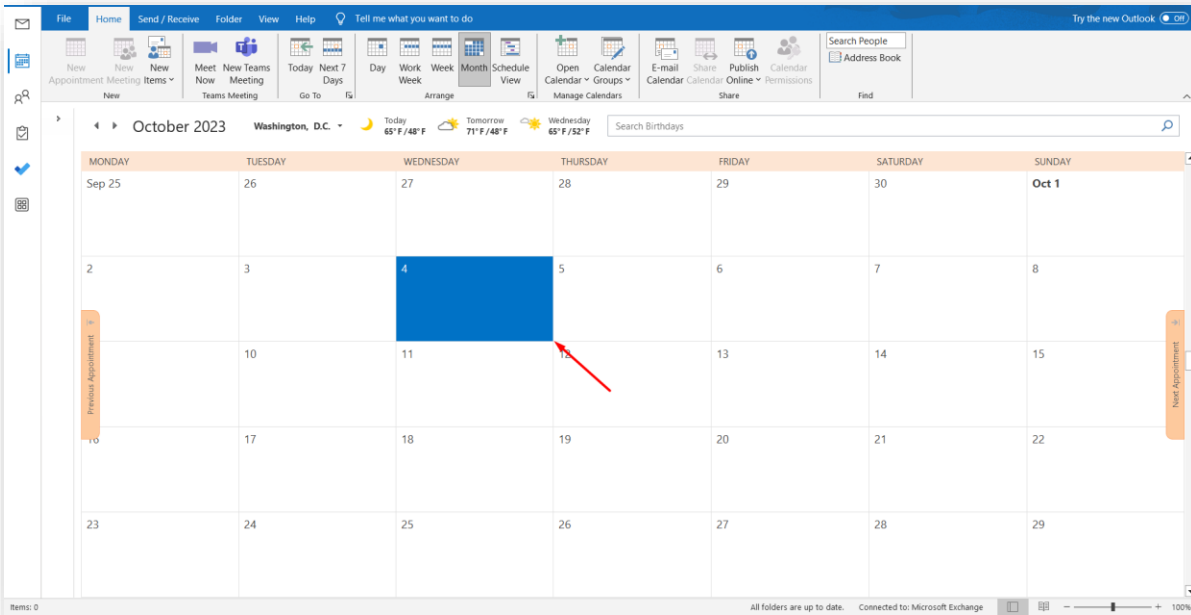 File Home Send / Receive Folder View Help Tell me what you want to do Try the new Outlook Off
New Appointment
New Meeting
New Items
New
Meet Now
New Teams Meeting
Teams Meeting
Today
Next 7 Days
Go To
Day
Work Week
Week
Month
Schedule View
Arrange
Open Calendar
Calendar Groups
Manage Calendars
E-mail Calendar
Share Calendar
Publish Online
Calendar Permissions
Share
Search People
Address Book
Find
October 2023 Washington, D.C. Today 65° F / 48° F Tomorrow 71° F / 48° F Wednesday 65° F / 52° F Search Birthdays
MONDAY TUESDAY WEDNESDAY THURSDAY FRIDAY SATURDAY SUNDAY
Sep 25 26 27 28 29 30 Oct 1
2 3 4 5 6 7 8
Previous Appointment
10 11 12 13 14 15
Next Appointment
16 17 18 19 20 21 22
23 24 25 26 27 28 29
Items: 0 All folders are up to date. Connected to: Microsoft Exchange 100%